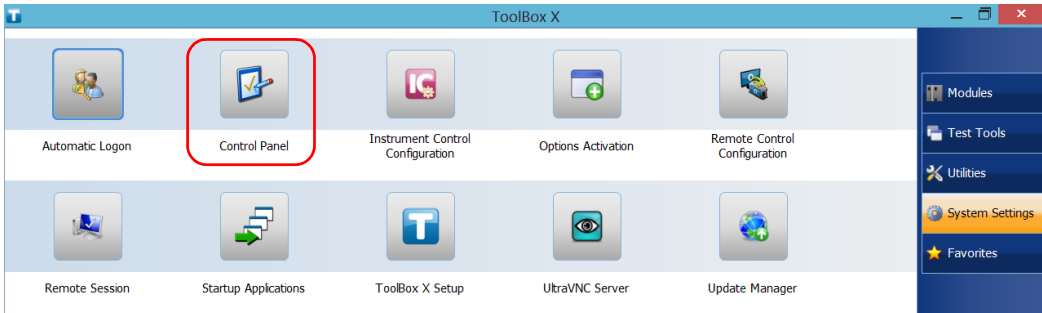 ToolBox X
Automatic Logon
Control Panel
IC
Instrument Control
Configuration
Options Activation
Remote Control
Configuration
Remote Session
Startup Applications
T
ToolBox X Setup
UltraVNC Server
Update Manager
Modules
Test Tools
Utilities
System Settings
Favorites